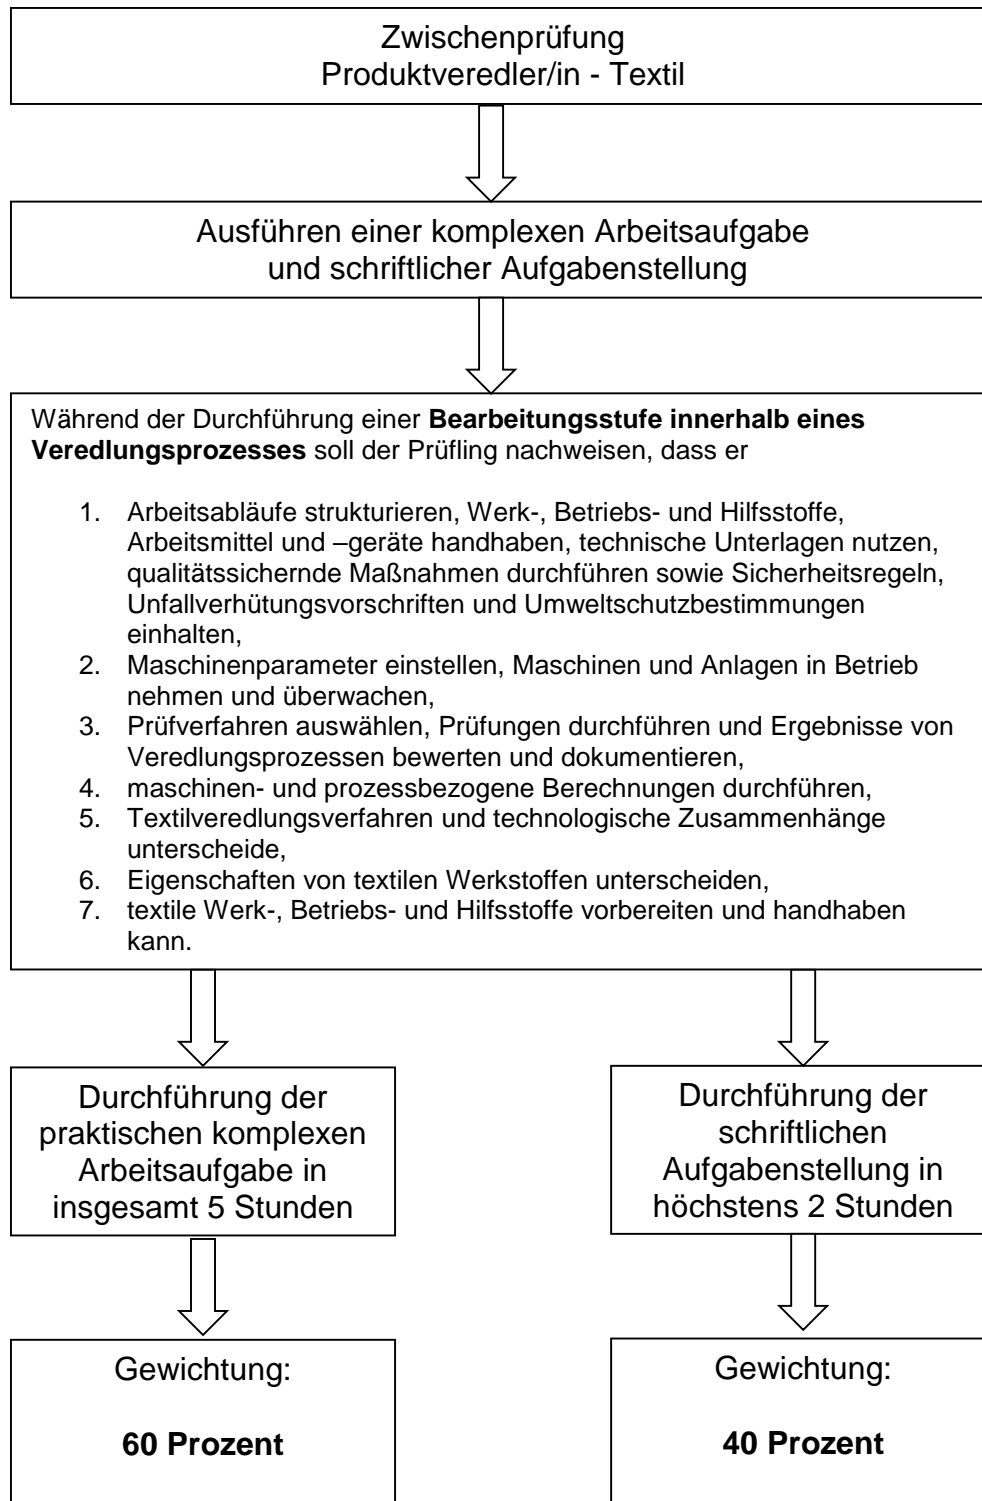 Zwischenprüfung
Produktveredler/in - Textil
Ausführen einer komplexen Arbeitsaufgabe
und schriftlicher Aufgabenstellung
Während der Durchführung einer Bearbeitungsstufe innerhalb eines
Veredlungsprozesses soll der Prüfling nachweisen, dass er
1. Arbeitsabläufe strukturieren, Werk-, Betriebs- und Hilfsstoffe,
Arbeitsmittel und –geräte handhaben, technische Unterlagen nutzen,
qualitätssichernde Maßnahmen durchführen sowie Sicherheitsregeln,
Unfallverhütungsvorschriften und Umweltschutzbestimmungen
einhalten,
2. Maschinenparameter einstellen, Maschinen und Anlagen in Betrieb
nehmen und überwachen,
3. Prüfverfahren auswählen, Prüfungen durchführen und Ergebnisse von
Veredlungsprozessen bewerten und dokumentieren,
4. maschinen- und prozessbezogene Berechnungen durchführen,
5. Textilveredlungsverfahren und technologische Zusammenhänge
unterscheide,
6. Eigenschaften von textilen Werkstoffen unterscheiden,
7. textile Werk-, Betriebs- und Hilfsstoffe vorbereiten und handhaben
kann.
Durchführung der
praktischen komplexen
Arbeitsaufgabe in
insgesamt 5 Stunden
Durchführung der
schriftlichen
Aufgabenstellung in
höchstens 2 Stunden
Gewichtung:
60 Prozent
Gewichtung:
40 Prozent